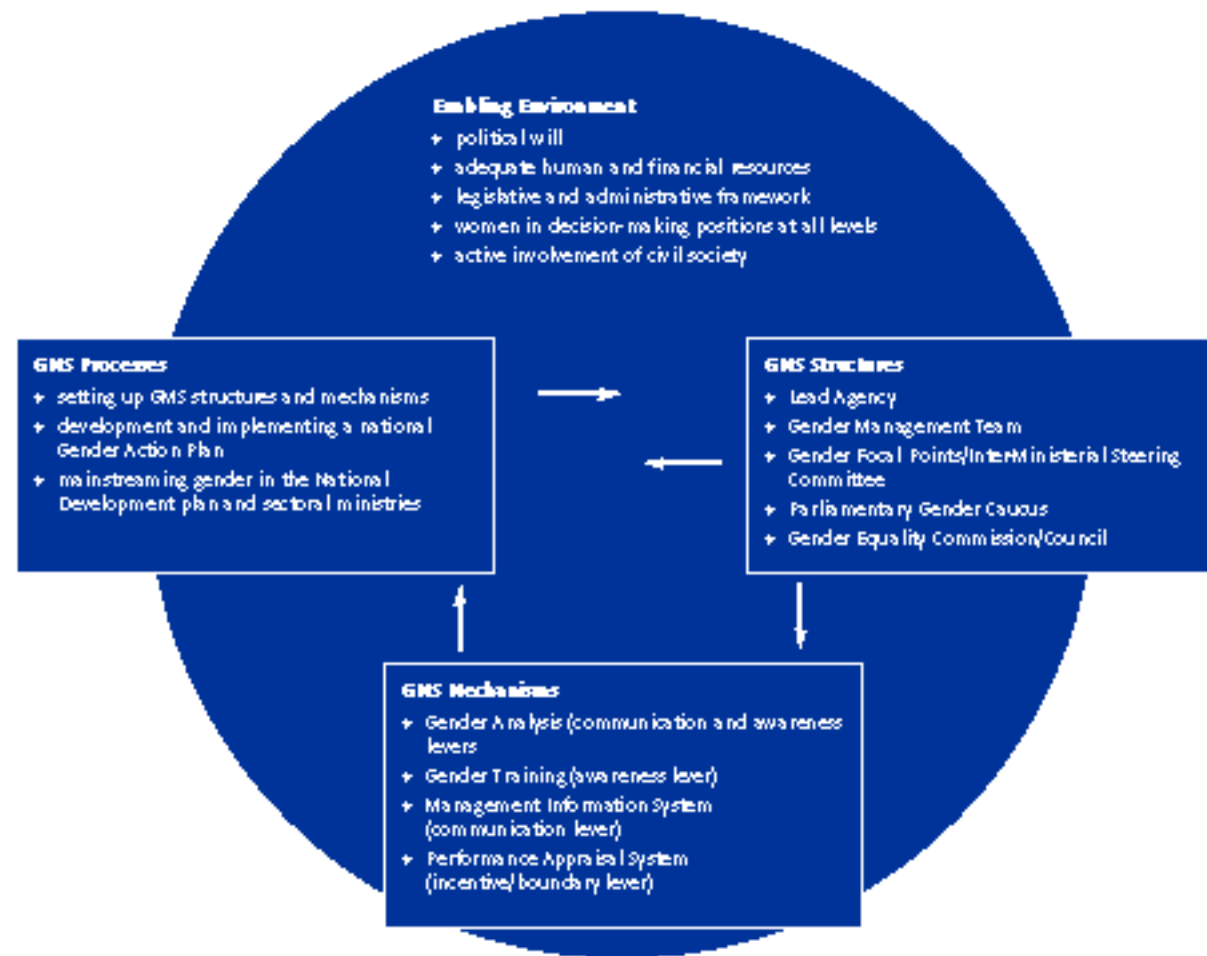 Enabling Environment
+ political will
+ adequate human and financial resources
+ legislative and administrative framework
+ women in decision-making positions at all levels
+ active involvement of civil society
GMS Processes
+ setting up GMS structures and mechanisms
+ development and implementing a national
Gender Action Plan
+ mainstreaming gender in the National
Development plan and sectoral ministries
GMS Structures
+ Lead Agency
+ Gender Management Team
+ Gender Focal Points/Inter-Ministerial Steering
Committee
+ Parliamentary Gender Caucus
+ Gender Equality Commission/Council
GMS Mechanisms
+ Gender Analysis (communication and awareness
levers
+ Gender Training (awareness lever)
+ Management Information System
(communication lever)
+ Performance Appraisal System
(incentive/boundary lever)